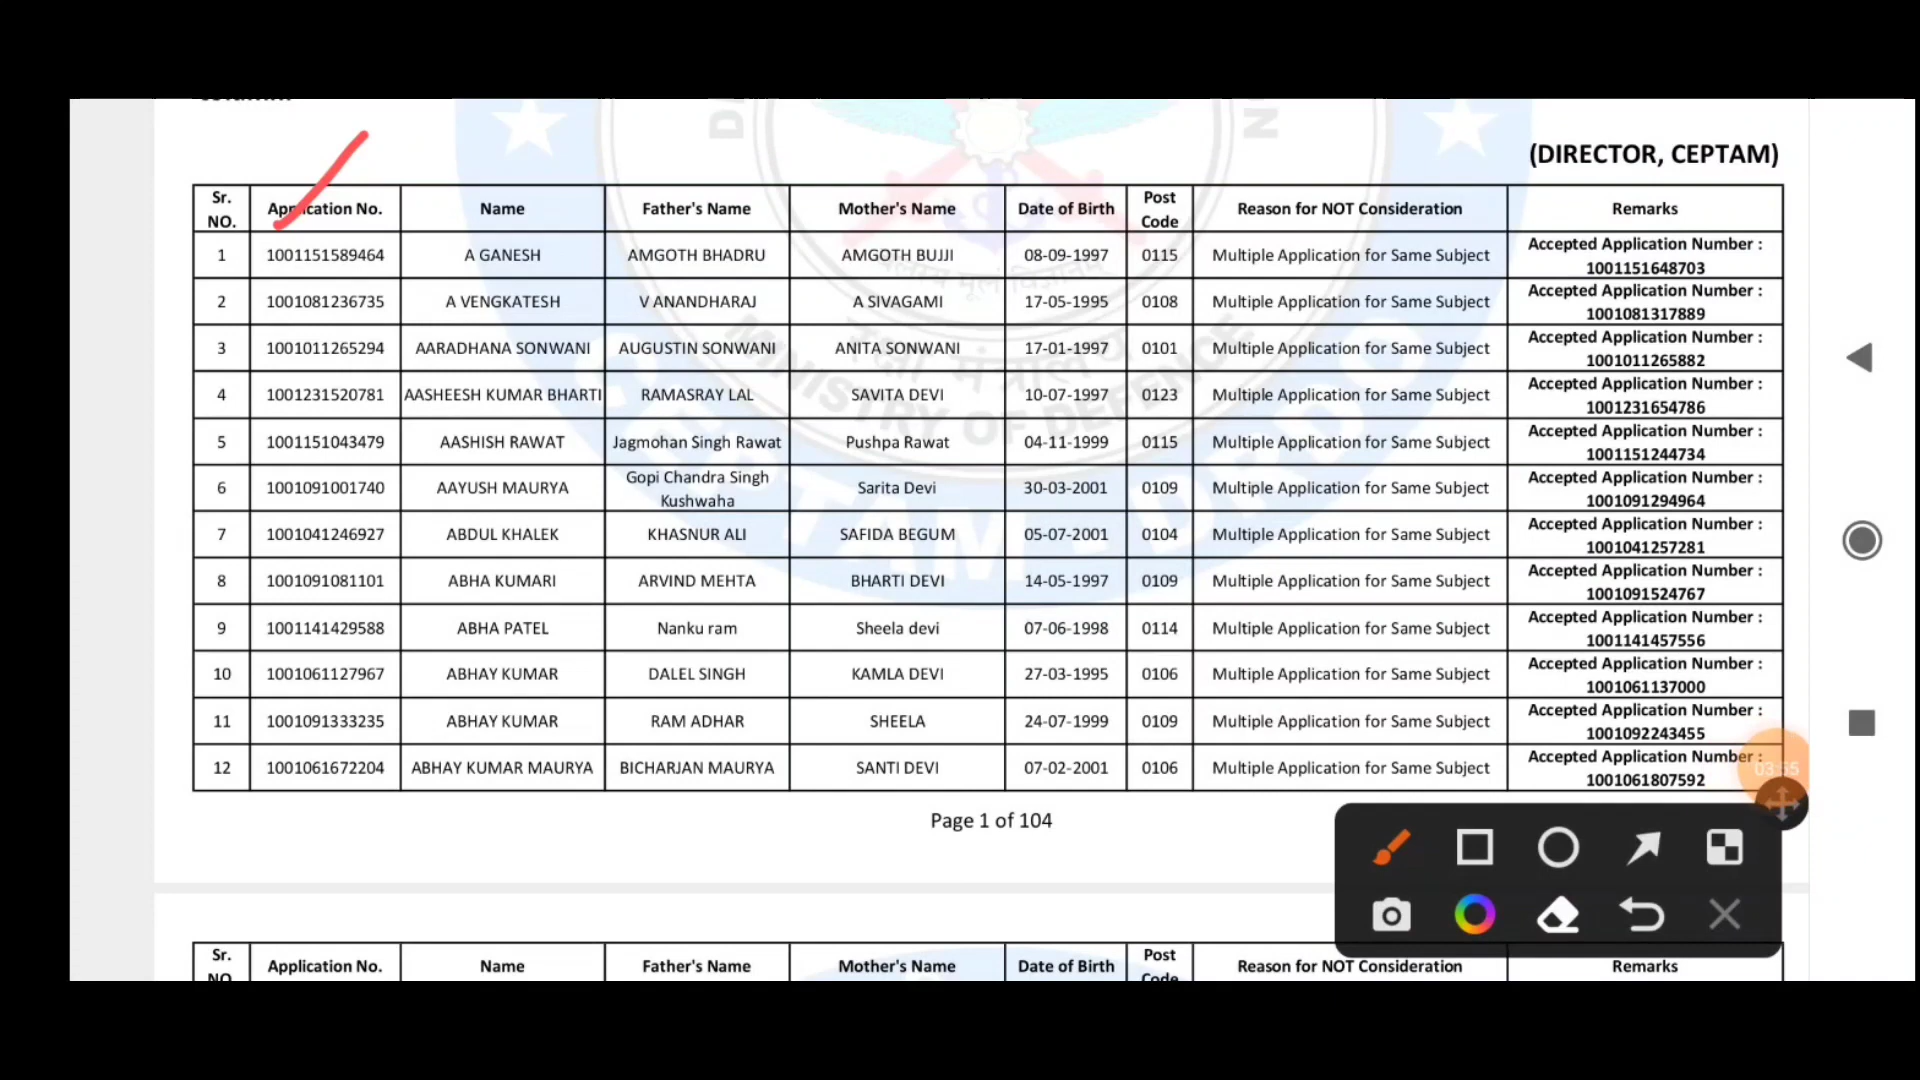 (DIRECTOR, CEPTAM)
Sr. NO. Application No. Name Father's Name Mother's Name Date of Birth Post Code Reason for NOT Consideration Remarks
1 1001151589464 A GANESH AMGOTH BHADRU AMGOTH BUJJI 08-09-1997 0115 Multiple Application for Same Subject Accepted Application Number : 1001151648703
2 1001081236735 A VENGKATESH V ANANDHARAJ A SIVAGAMI 17-05-1995 0108 Multiple Application for Same Subject Accepted Application Number : 1001081317889
3 1001011265294 AARADHANA SONWANI AUGUSTIN SONWANI ANITA SONWANI 17-01-1997 0101 Multiple Application for Same Subject Accepted Application Number : 1001011265882
4 1001231520781 AASHEESH KUMAR BHARTI RAMASRAY LAL SAVITA DEVI 10-07-1997 0123 Multiple Application for Same Subject Accepted Application Number : 1001231654786
5 1001151043479 AASHISH RAWAT Jagmohan Singh Rawat Pushpa Rawat 04-11-1999 0115 Multiple Application for Same Subject Accepted Application Number : 1001151244734
6 1001091001740 AAYUSH MAURYA Gopi Chandra Singh Kushwaha Sarita Devi 30-03-2001 0109 Multiple Application for Same Subject Accepted Application Number : 1001091294964
7 1001041246927 ABDUL KHALEK KHASNUR ALI SAFIDA BEGUM 05-07-2001 0104 Multiple Application for Same Subject Accepted Application Number : 1001041257281
8 1001091081101 ABHA KUMARI ARVIND MEHTA BHARTI DEVI 14-05-1997 0109 Multiple Application for Same Subject Accepted Application Number : 1001091524767
9 1001141429588 ABHA PATEL Nanku ram Sheela devi 07-06-1998 0114 Multiple Application for Same Subject Accepted Application Number : 1001141457556
10 1001061127967 ABHAY KUMAR DALEL SINGH KAMLA DEVI 27-03-1995 0106 Multiple Application for Same Subject Accepted Application Number : 1001061137000
11 1001091333235 ABHAY KUMAR RAM ADHAR SHEELA 24-07-1999 0109 Multiple Application for Same Subject Accepted Application Number : 1001092243455
12 1001061672204 ABHAY KUMAR MAURYA BICHARJAN MAURYA SANTI DEVI 07-02-2001 0106 Multiple Application for Same Subject Accepted Application Number : 1001061807592
03:55
MINISTRY OF DEFENCE
रक्षा मंत्रालय
CEPTAM DRDO
Page 1 of 104
Sr. NO. Application No. Name Father's Name Mother's Name Date of Birth Post Code Reason for NOT Consideration Remarks